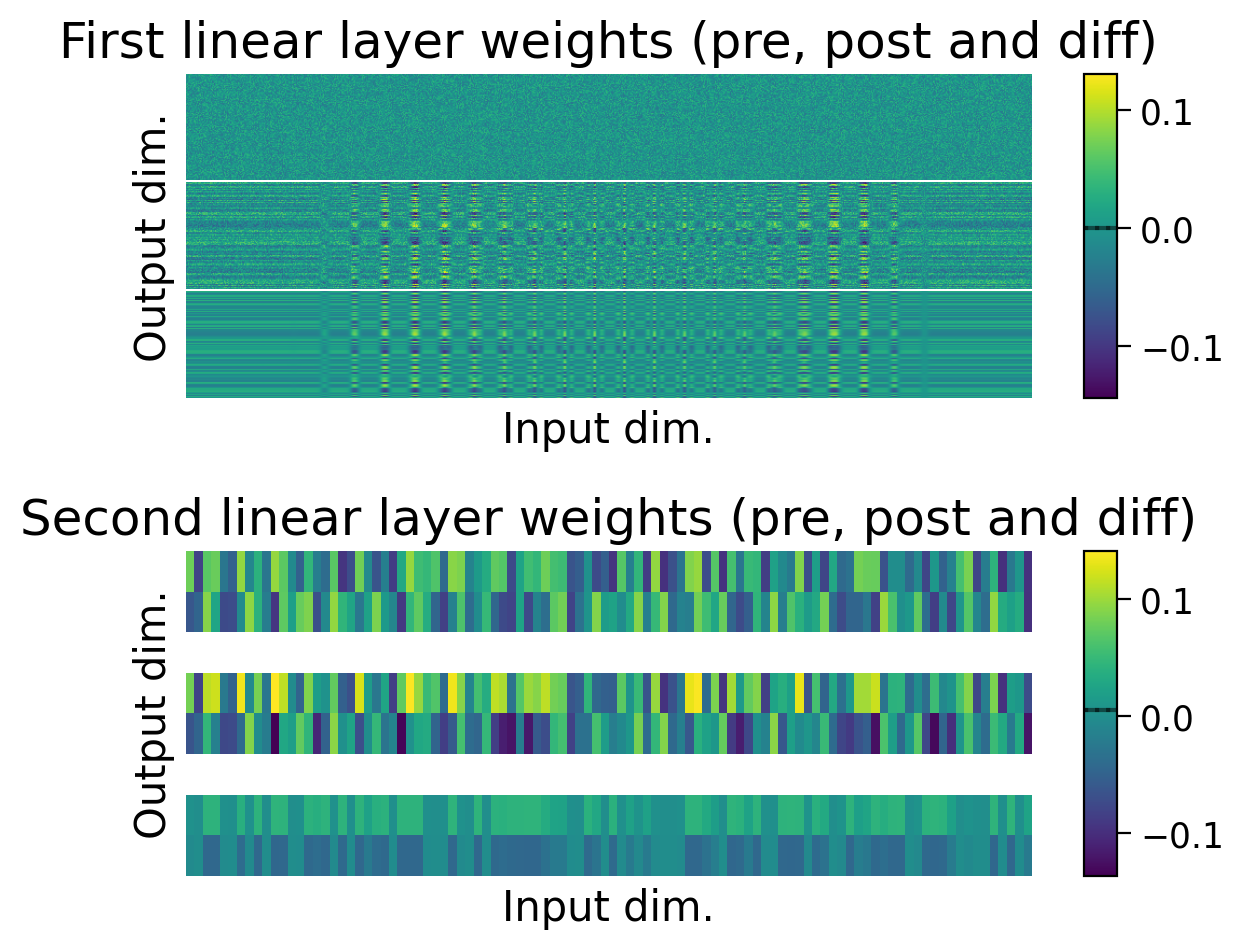 First linear layer weights (pre, post and diff)
Output dim.
0.1
0.0
−0.1
Input dim.
Second linear layer weights (pre, post and diff)
Output dim.
0.1
0.0
−0.1
Input dim.